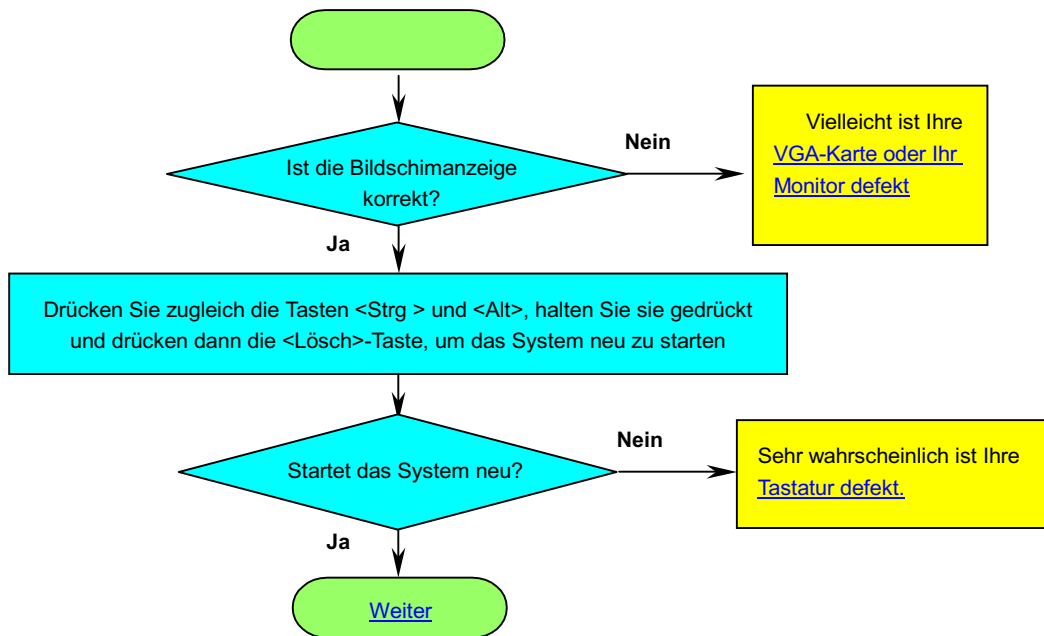 Ist die Bildschimanzeige
korrekt?
Nein
Vielleicht ist Ihre
VGA-Karte oder Ihr
Monitor defekt
Ja
Drücken Sie zugleich die Tasten <Strg > und <Alt>, halten Sie sie gedrückt
und drücken dann die <Lösch>-Taste, um das System neu zu starten
Startet das System neu?
Nein
Sehr wahrscheinlich ist Ihre
Tastatur defekt.
Ja
Weiter